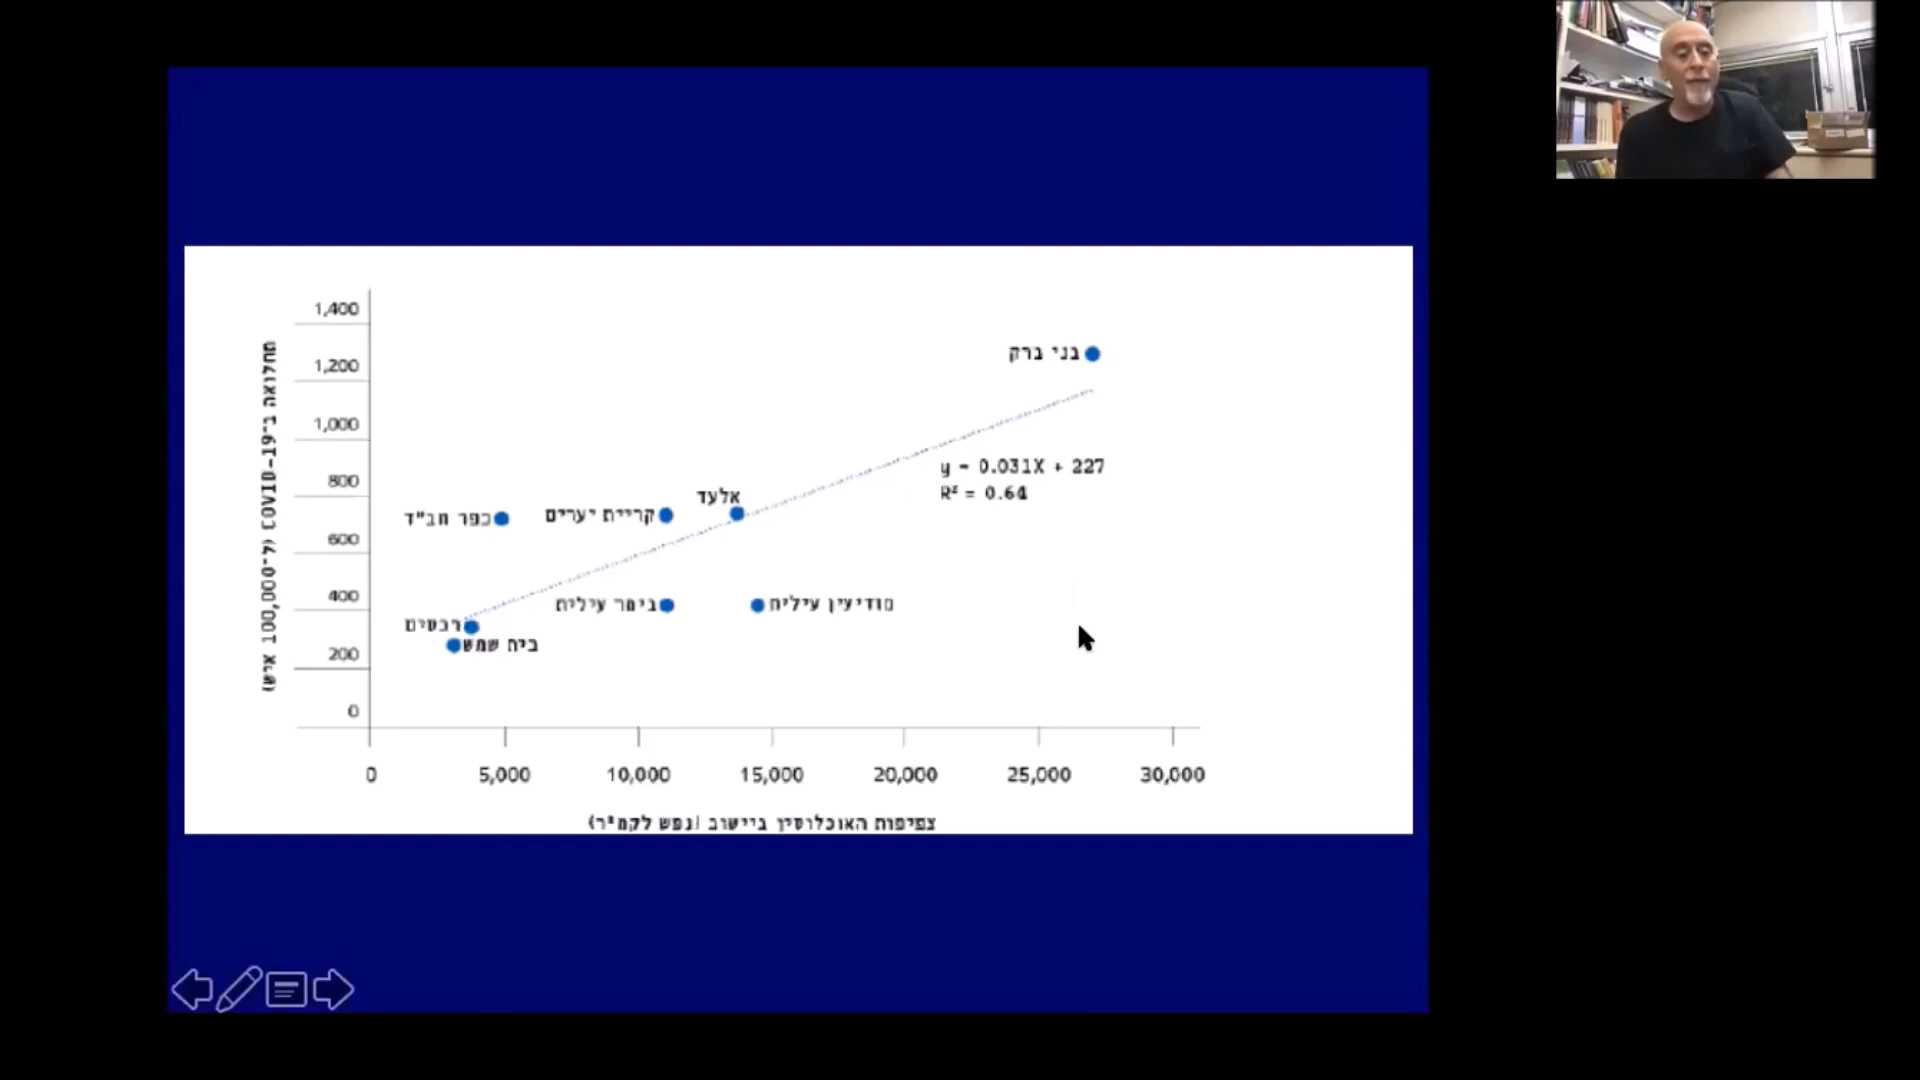 1,400
1,200
1,000
800
600
400
200
0
תחלואה ב־COVID-19 (ל־100,000 איש)
בני ברק
y = 0.031X + 227
R² = 0.64
אלעד
קריית יערים
כפר חב"ד
ביתר עילית
מודיעין עילית
רכסים
בית שמש
0
5,000
10,000
15,000
20,000
25,000
30,000
צפיפות האוכלוסין ביישוב (נפש לקמ"ר)